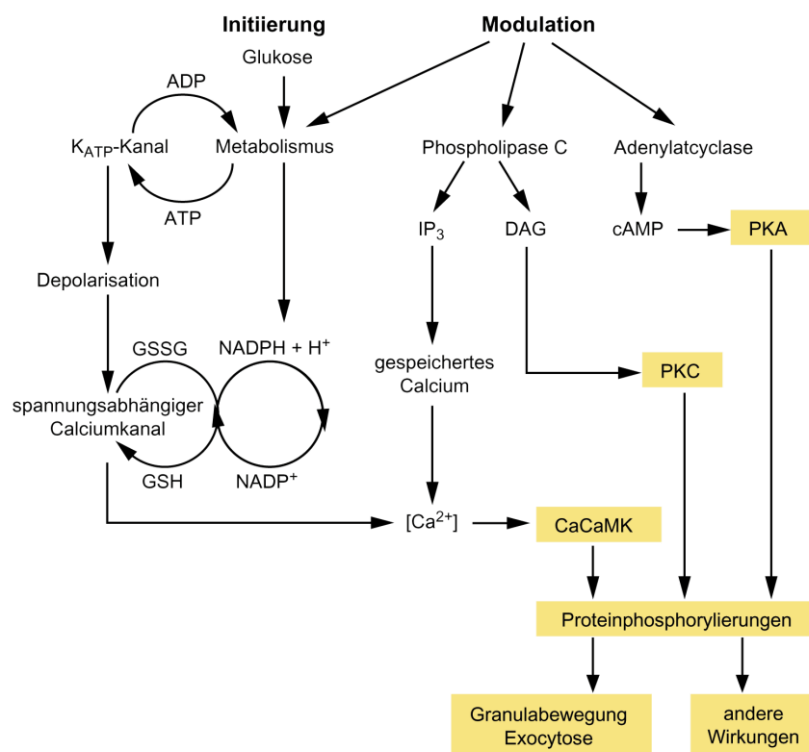 Initiierung
Modulation
Glukose
ADP
K_ATP-Kanal
Metabolismus
Phospholipase C
Adenylatcyclase
ATP
IP₃
DAG
cAMP
PKA
Depolarisation
GSSG
NADPH + H⁺
gespeichertes
Calcium
PKC
spannungsabhängiger
Calciumkanal
GSH
NADP⁺
[Ca²⁺]
CaCaMK
Proteinphosphorylierungen
Granulabewegung
Exocytose
andere
Wirkungen